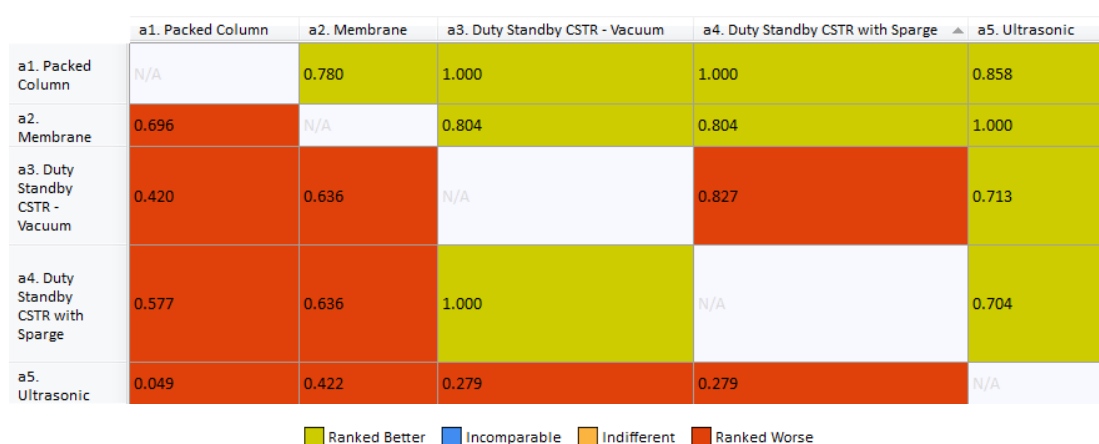 a1. Packed Column a2. Membrane a3. Duty Standby CSTR - Vacuum a4. Duty Standby CSTR with Sparge a5. Ultrasonic
a1. Packed
Column
N/A 0.780 1.000 1.000 0.858
a2.
Membrane
0.696 N/A 0.804 0.804 1.000
a3. Duty
Standby
CSTR -
Vacuum
0.420 0.636 N/A 0.827 0.713
a4. Duty
Standby
CSTR with
Sparge
0.577 0.636 1.000 N/A 0.704
a5.
Ultrasonic
0.049 0.422 0.279 0.279 N/A
Ranked Better Incomparable Indifferent Ranked Worse